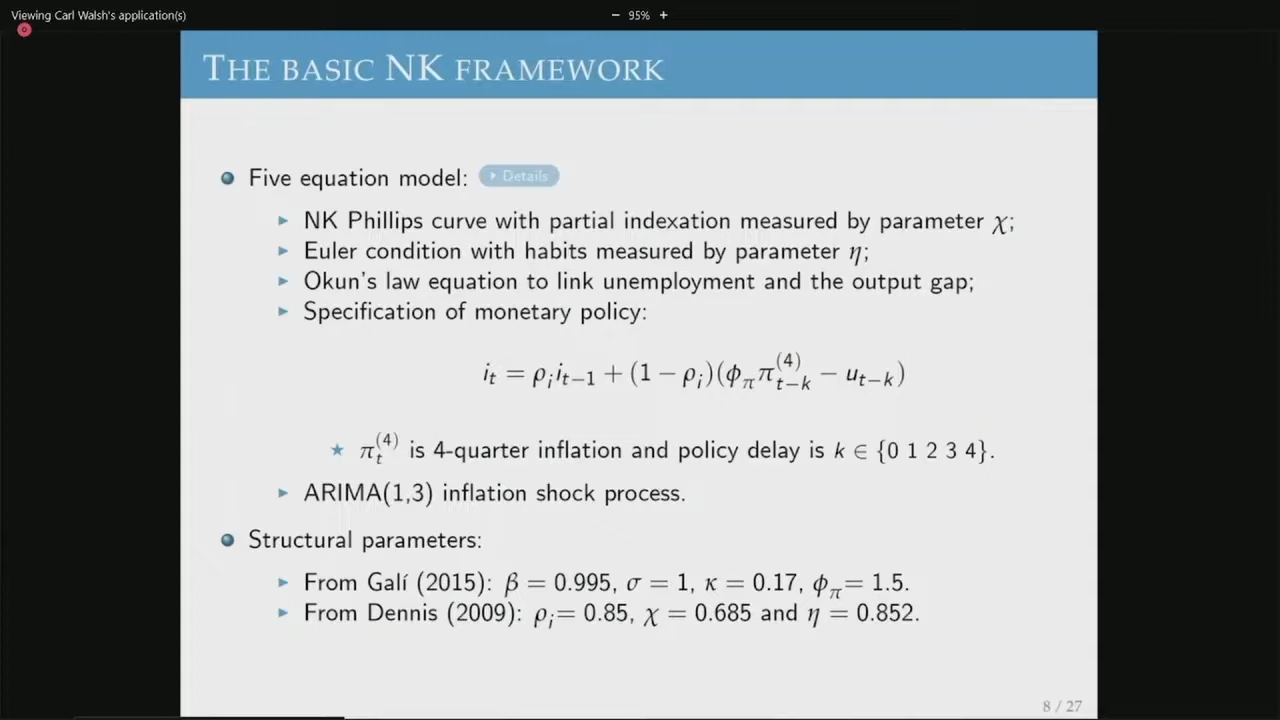 Viewing Carl Walsh's application(s)
− 95% +
THE BASIC NK FRAMEWORK
Five equation model: Details
NK Phillips curve with partial indexation measured by parameter χ;
Euler condition with habits measured by parameter η;
Okun's law equation to link unemployment and the output gap;
Specification of monetary policy:
i_t = ρ_i i_{t−1} + (1 − ρ_i)(ϕ_π π_{t−k}^{(4)} − u_{t−k})
★ π_t^{(4)} is 4-quarter inflation and policy delay is k ∈ {0 1 2 3 4}.
ARIMA(1,3) inflation shock process.
Structural parameters:
From Galí (2015): β = 0.995, σ = 1, κ = 0.17, ϕ_π = 1.5.
From Dennis (2009): ρ_i = 0.85, χ = 0.685 and η = 0.852.
8 / 27